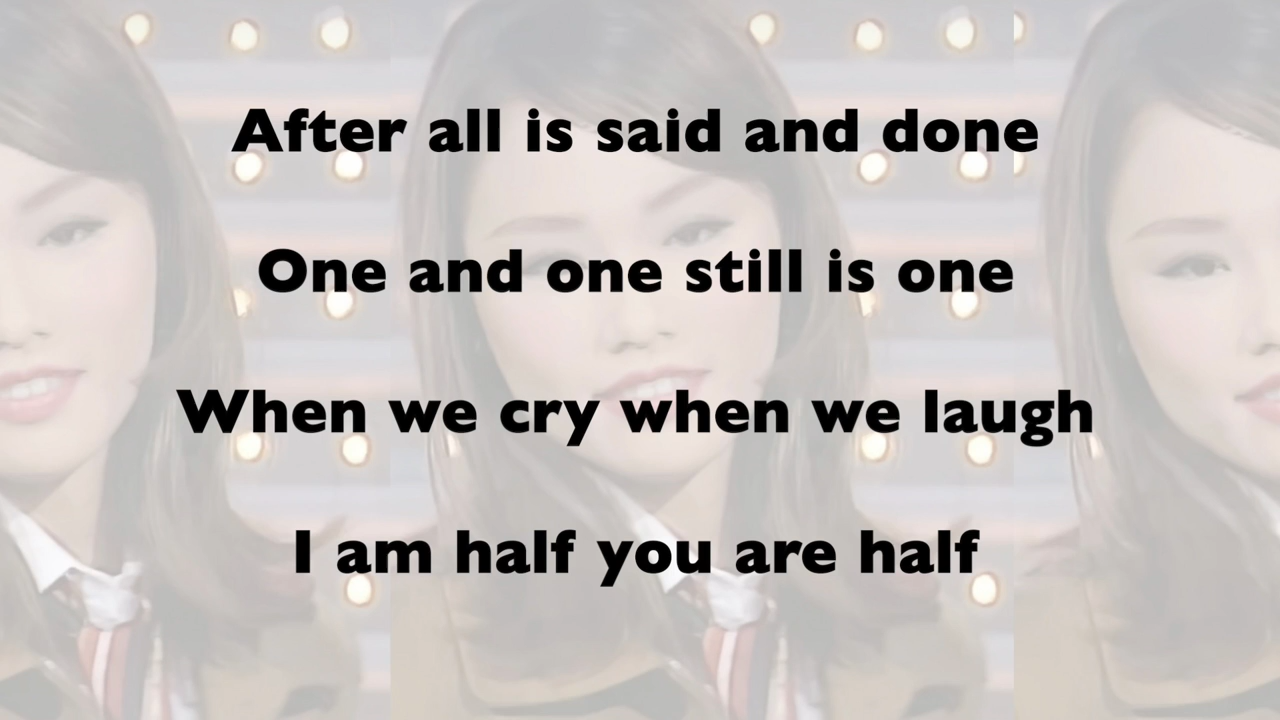 After all is said and done
One and one still is one
When we cry when we laugh
I am half you are half